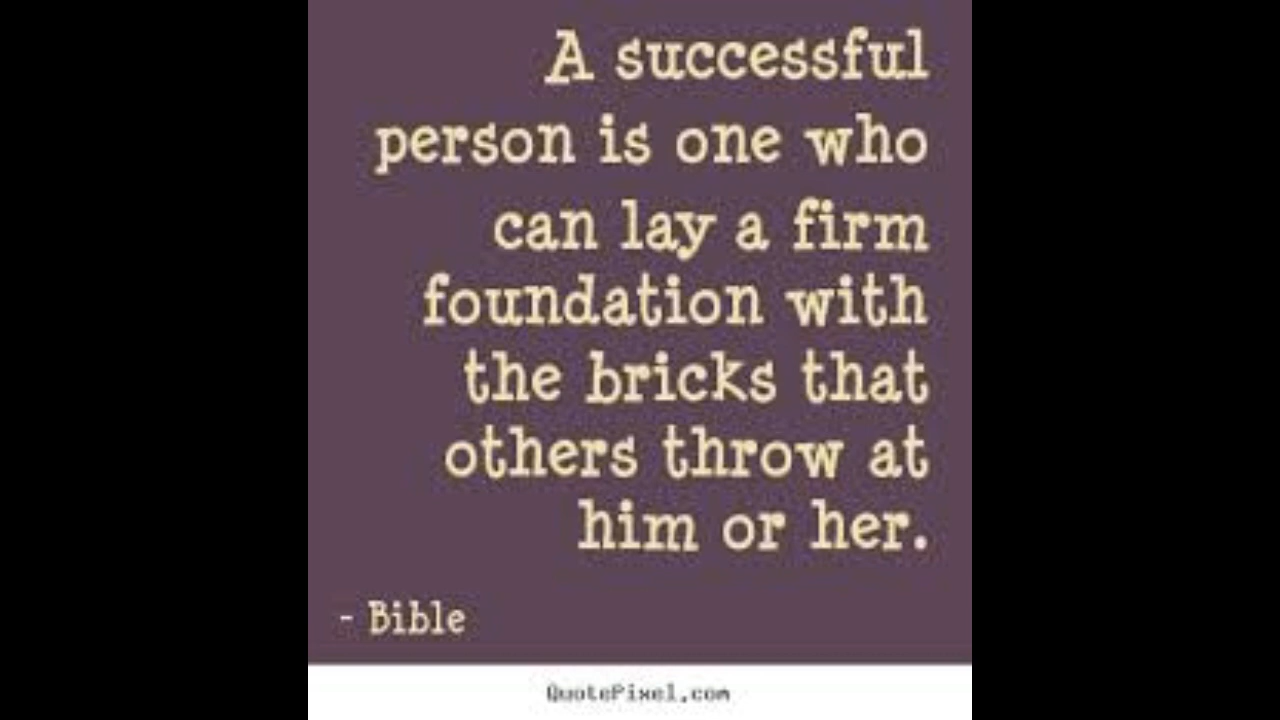 A successful
person is one who
can lay a firm
foundation with
the bricks that
others throw at
him or her.
- Bible
QuotePixel.com